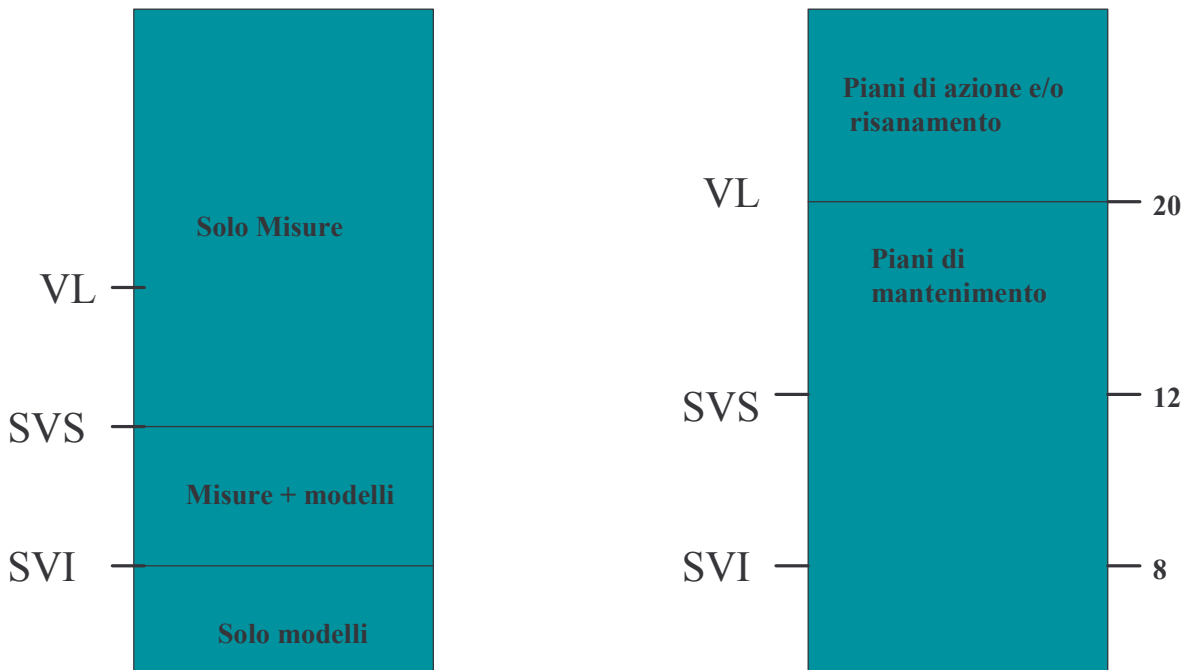 Solo Misure
VL
SVS
Misure + modelli
SVI
Solo modelli
Piani di azione e/o
risanamento
VL
20
Piani di
mantenimento
SVS
12
SVI
8